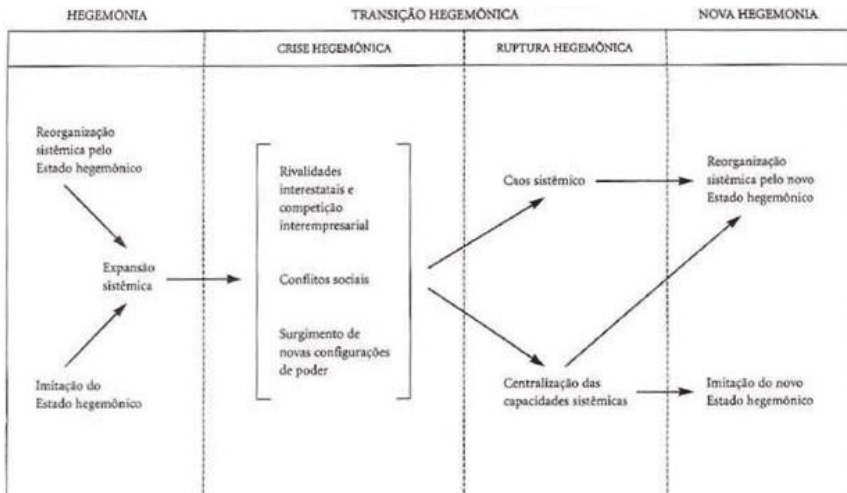 HEGEMONIA
TRANSIÇÃO HEGEMÔNICA
NOVA HEGEMONIA
CRISE HEGEMÔNICA
RUPTURA HEGEMÔNICA
Reorganização
sistêmica pelo
Estado hegemônico
Expansão
sistêmica
Imitação do
Estado hegemônico
Rivalidades
interestatais e
competição
interempresarial
Conflitos sociais
Surgimento de
novas configurações
de poder
Caos sistêmico
Centralização das
capacidades sistêmicas
Reorganização
sistêmica pelo novo
Estado hegemônico
Imitação do novo
Estado hegemônico